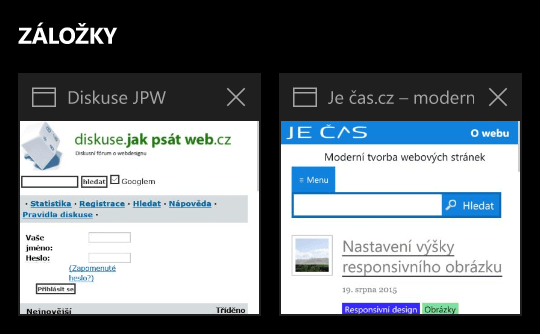 ZÁLOŽKY
Diskuse JPW
diskuse.jak psát web.cz
Diskusní fórum o webdesignu
hledat Googlem
· Statistika · Registrace · Hledat · Nápověda ·
Pravidla diskuse ·
Vaše
jméno:
Heslo:
(Zapomenuté
heslo?)
Přihlásit se
Nejnovější Tříděno
Je čas.cz – modern
JE ČAS O webu
Moderní tvorba webových stránek
≡ Menu
Hledat
Nastavení výšky
responsivního obrázku
19. srpna 2015
Responsivní design Obrázky